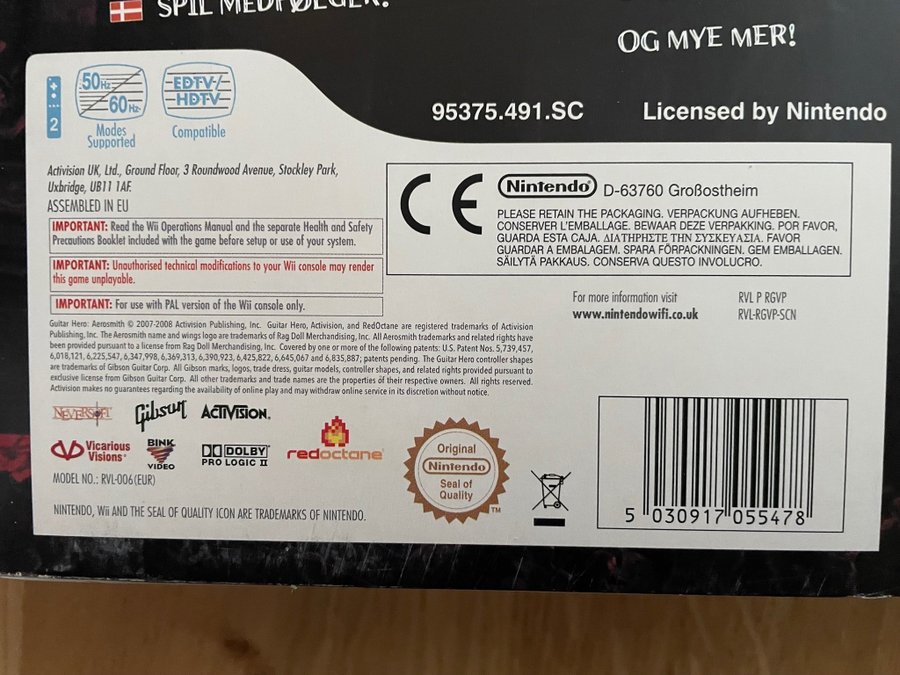 SPIL MEDFØLGER!
OG MYE MER!
50Hz
60Hz
Modes
Supported
EDTV/
HDTV
Compatible
2
95375.491.SC
Licensed by Nintendo
Activision UK, Ltd., Ground Floor, 3 Roundwood Avenue, Stockley Park,
Uxbridge, UB11 1AF.
ASSEMBLED IN EU
IMPORTANT: Read the Wii Operations Manual and the separate Health and Safety
Precautions Booklet included with the game before setup or use of your system.
IMPORTANT: Unauthorised technical modifications to your Wii console may render
this game unplayable.
IMPORTANT: For use with PAL version of the Wii console only.
CE
Nintendo D-63760 Großostheim
PLEASE RETAIN THE PACKAGING. VERPACKUNG AUFHEBEN.
CONSERVER L'EMBALLAGE. BEWAAR DEZE VERPAKKING. POR FAVOR,
GUARDA ESTA CAJA. ΔΙΑΤΗΡΗΣΤΕ ΤΗΝ ΣΥΣΚΕΥΑΣΙΑ. FAVOR
GUARDAR A EMBALAGEM. SPARA FÖRPACKNINGEN. GEM EMBALLAGEN.
SÄILYTÄ PAKKAUS. CONSERVA QUESTO INVOLUCRO.
For more information visit
www.nintendowifi.co.uk
RVL P RGVP
RVL-RGVP-SCN
Guitar Hero: Aerosmith © 2007-2008 Activision Publishing, Inc. Guitar Hero, Activision, and RedOctane are registered trademarks of Activision
Publishing, Inc. The Aerosmith name and wings logo are trademarks of Rag Doll Merchandising, Inc. All Aerosmith trademarks and related rights have
been provided pursuant to a license from Rag Doll Merchandising, Inc. Covered by one or more of the following patents: U.S. Patent Nos. 5,739,457,
6,018,121, 6,225,547, 6,347,998, 6,369,313, 6,390,923, 6,425,822, 6,645,067 and 6,835,887; patents pending. The Guitar Hero controller shapes
are trademarks of Gibson Guitar Corp. All Gibson marks, logos, trade dress, guitar models, controller shapes, and related rights provided pursuant to
exclusive license from Gibson Guitar Corp. All other trademarks and trade names are the properties of their respective owners. All rights reserved.
Activision makes no guarantees regarding the availability of online play and may withdraw online service in its discretion without notice.
NEVERSOFT
Gibson
ACTIVISION.
Vicarious
Visions
BINK
VIDEO
DOLBY
PRO LOGIC II
redoctane
Original
Nintendo
Seal of
Quality
TM
MODEL NO.: RVL-006(EUR)
NINTENDO, Wii AND THE SEAL OF QUALITY ICON ARE TRADEMARKS OF NINTENDO.
5 030917 055478